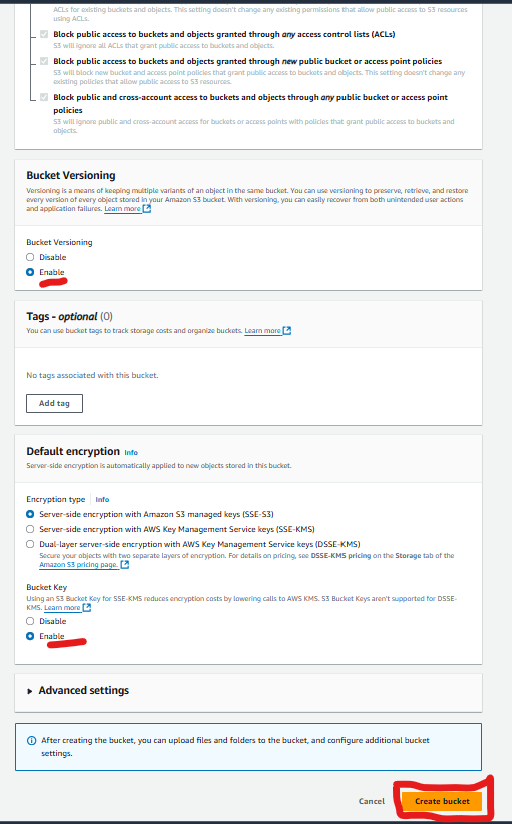 ACLs for existing buckets and objects. This setting doesn't change any existing permissions that allow public access to S3 resources
using ACLs.
Block public access to buckets and objects granted through any access control lists (ACLs)
S3 will ignore all ACLs that grant public access to buckets and objects.
Block public access to buckets and objects granted through new public bucket or access point policies
S3 will block new bucket and access point policies that grant public access to buckets and objects. This setting doesn't change any
existing policies that allow public access to S3 resources.
Block public and cross-account access to buckets and objects through any public bucket or access point
policies
S3 will ignore public and cross-account access for buckets or access points with policies that grant public access to buckets and
objects.
Bucket Versioning
Versioning is a means of keeping multiple variants of an object in the same bucket. You can use versioning to preserve, retrieve, and restore
every version of every object stored in your Amazon S3 bucket. With versioning, you can easily recover from both unintended user actions
and application failures. Learn more
Bucket Versioning
Disable
Enable
Tags - optional (0)
You can use bucket tags to track storage costs and organize buckets. Learn more
No tags associated with this bucket.
Add tag
Default encryption Info
Server-side encryption is automatically applied to new objects stored in this bucket.
Encryption type Info
Server-side encryption with Amazon S3 managed keys (SSE-S3)
Server-side encryption with AWS Key Management Service keys (SSE-KMS)
Dual-layer server-side encryption with AWS Key Management Service keys (DSSE-KMS)
Secure your objects with two separate layers of encryption. For details on pricing, see DSSE-KMS pricing on the Storage tab of the
Amazon S3 pricing page.
Bucket Key
Using an S3 Bucket Key for SSE-KMS reduces encryption costs by lowering calls to AWS KMS. S3 Bucket Keys aren't supported for DSSE-
KMS. Learn more
Disable
Enable
Advanced settings
After creating the bucket, you can upload files and folders to the bucket, and configure additional bucket
settings.
Cancel
Create bucket